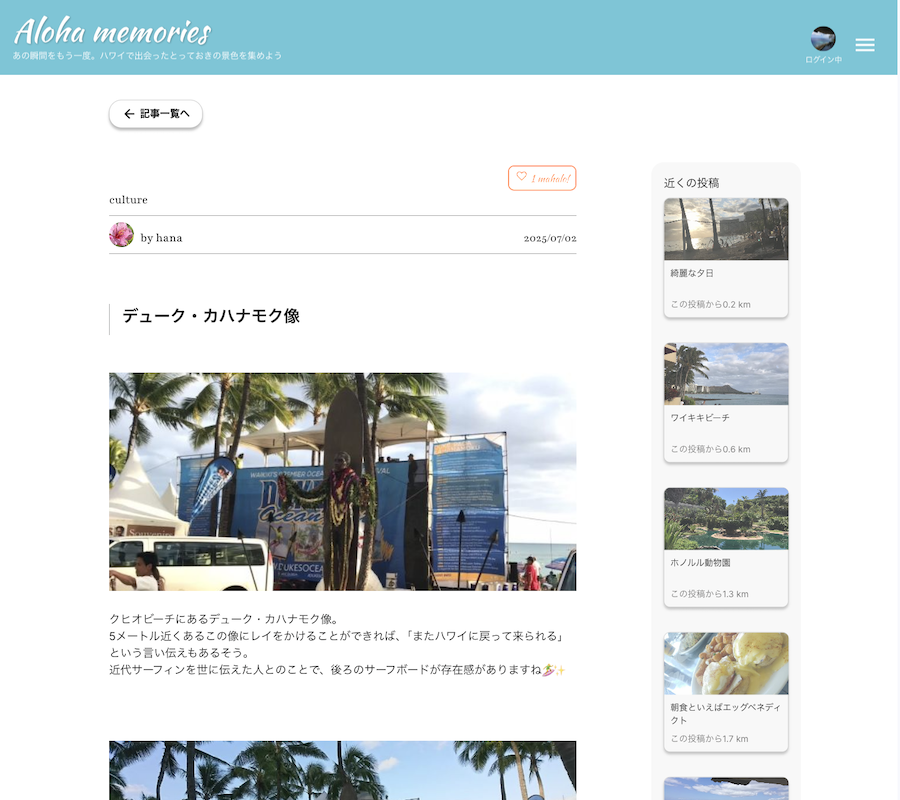 Aloha memories
あの瞬間をもう一度。ハワイで出会ったとっておきの景色を集めよう
ログイン中
← 記事一覧へ
♡ I mahalo!
culture
by hana
2025/07/02
デューク・カハナモク像
Ocean
Souvenirs
クヒオビーチにあるデューク・カハナモク像。
5メートル近くあるこの像にレイをかけることができれば、「またハワイに戻って来られる」
という言い伝えもあるそう。
近代サーフィンを世に伝えた人とのことで、後ろのサーフボードが存在感がありますね🏄✨
近くの投稿
綺麗な夕日
この投稿から0.2 km
ワイキキビーチ
この投稿から0.6 km
ホノルル動物園
この投稿から1.3 km
朝食といえばエッグベネディ
クト
この投稿から1.7 km